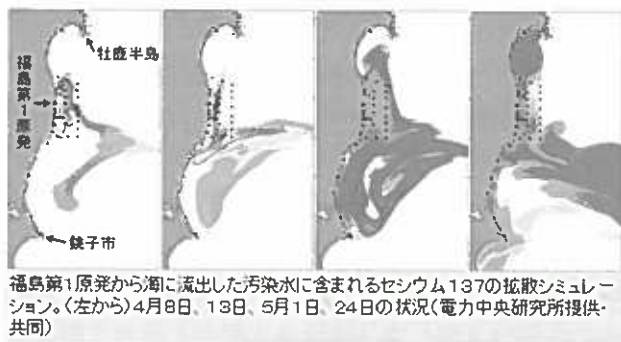 牡鹿半島
福島第1原発
銚子市
福島第1原発から海に流出した汚染水に含まれるセシウム137の拡散シミュレー
ション。(左から)4月8日、13日、5月1日、24日の状況(電力中央研究所提供・
共同)